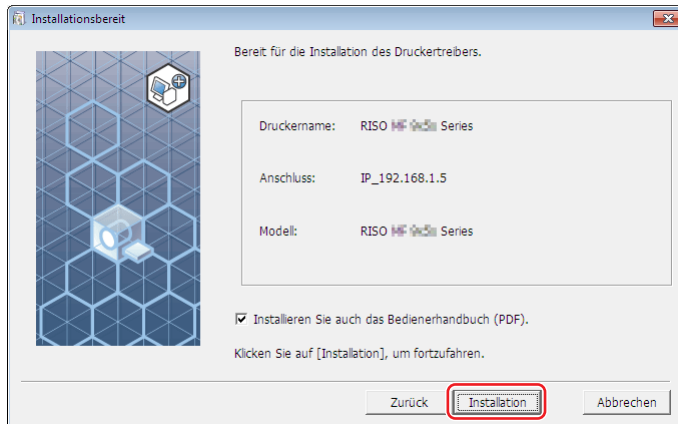 Installationsbereit
Bereit für die Installation des Druckertreibers.
Druckername: RISO Series
Anschluss: IP_192.168.1.5
Modell: RISO Series
Installieren Sie auch das Bedienerhandbuch (PDF).
Klicken Sie auf [Installation], um fortzufahren.
Zurück Installation Abbrechen